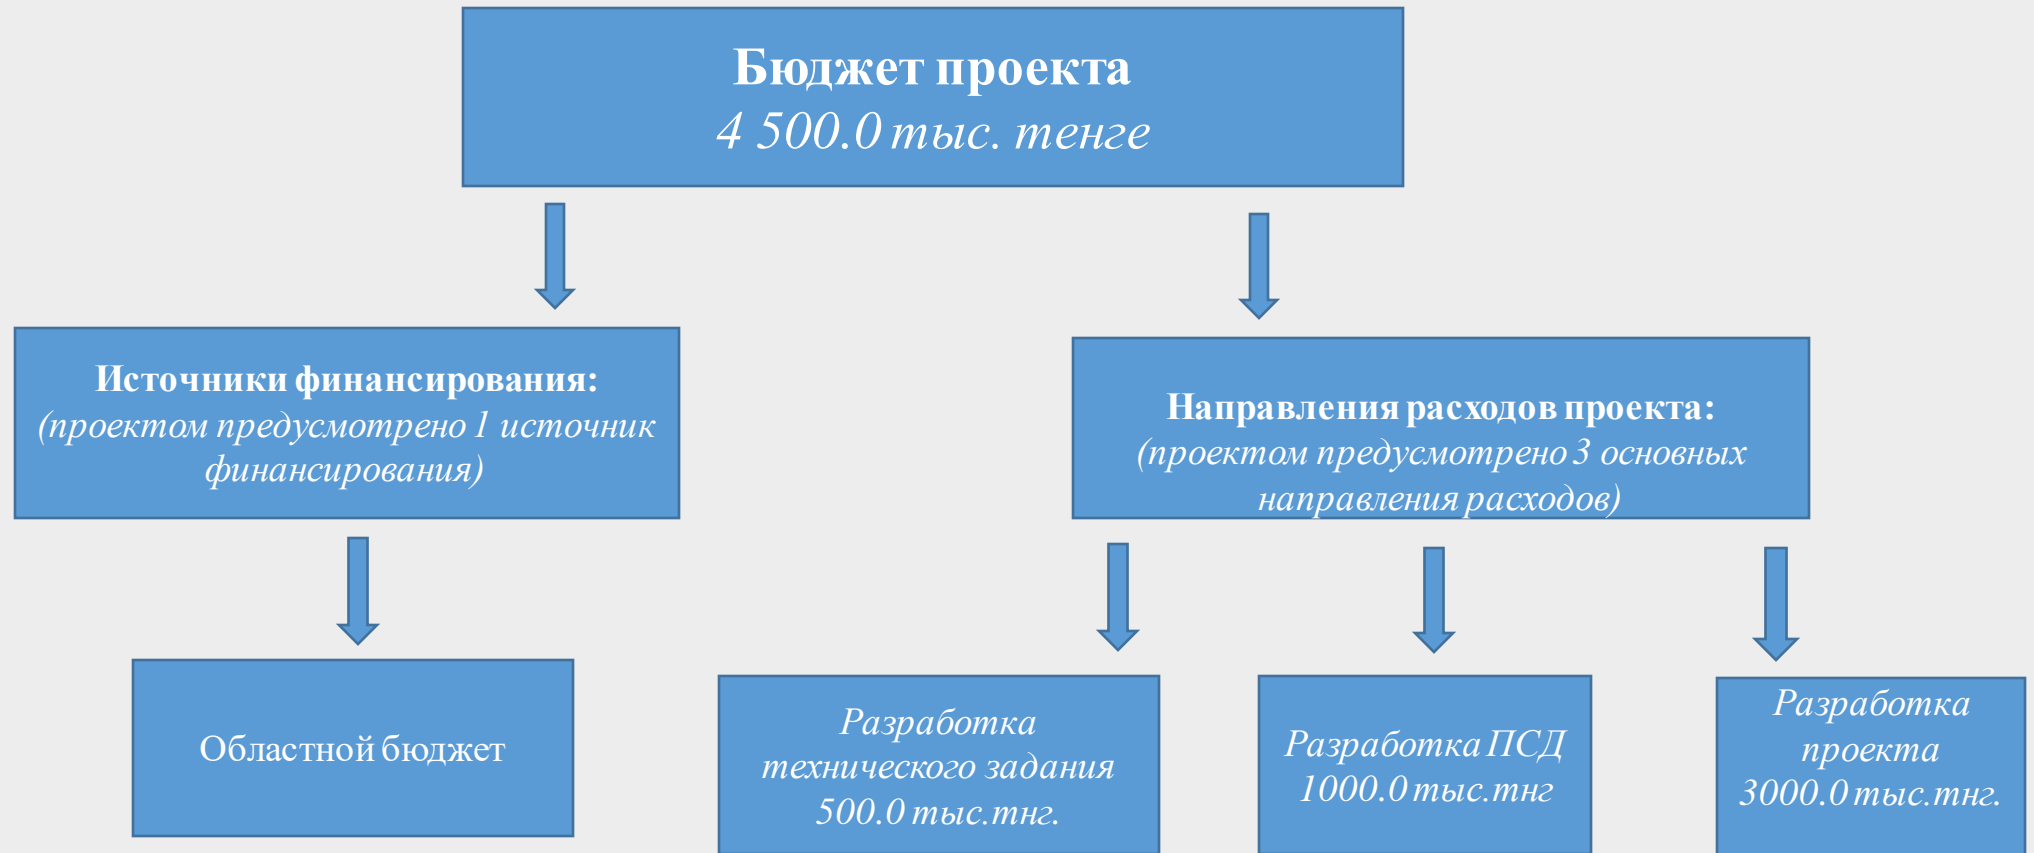 Бюджет проекта
4 500.0 тыс. тенге
Источники финансирования:
(проектом предусмотрено 1 источник
финансирования)
Направления расходов проекта:
(проектом предусмотрено 3 основных
направления расходов)
Областной бюджет
Разработка
технического задания
500.0 тыс.тнг.
Разработка ПСД
1000.0 тыс.тнг
Разработка
проекта
3000.0 тыс.тнг.